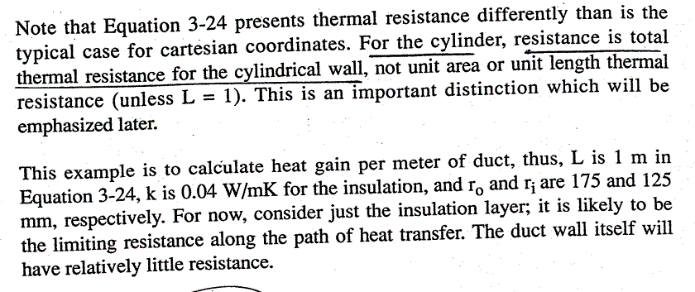 Note that Equation 3-24 presents thermal resistance differently than is the
typical case for cartesian coordinates. For the cylinder, resistance is total
thermal resistance for the cylindrical wall, not unit area or unit length thermal
resistance (unless L = 1). This is an important distinction which will be
emphasized later.
This example is to calculate heat gain per meter of duct, thus, L is 1 m in
Equation 3-24, k is 0.04 W/mK for the insulation, and rₒ and rᵢ are 175 and 125
mm, respectively. For now, consider just the insulation layer; it is likely to be
the limiting resistance along the path of heat transfer. The duct wall itself will
have relatively little resistance.